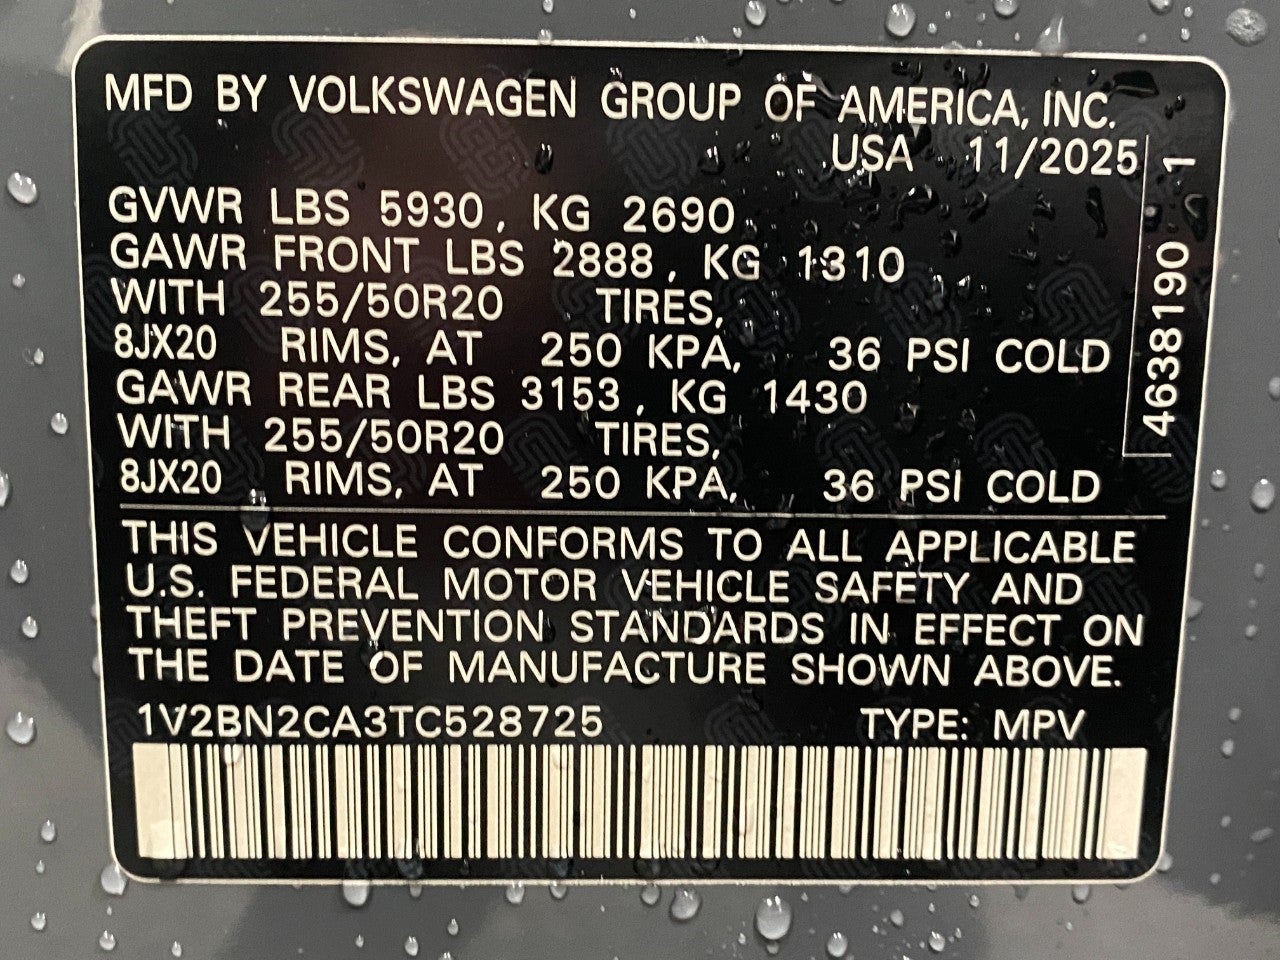 MFD BY VOLKSWAGEN GROUP OF AMERICA, INC.
USA 11/2025
GVWR LBS 5930, KG 2690
GAWR FRONT LBS 2888, KG 1310
WITH 255/50R20 TIRES,
8JX20 RIMS, AT 250 KPA, 36 PSI COLD
GAWR REAR LBS 3153, KG 1430
WITH 255/50R20 TIRES,
8JX20 RIMS, AT 250 KPA, 36 PSI COLD
4638190 1
THIS VEHICLE CONFORMS TO ALL APPLICABLE
U.S. FEDERAL MOTOR VEHICLE SAFETY AND
THEFT PREVENTION STANDARDS IN EFFECT ON
THE DATE OF MANUFACTURE SHOWN ABOVE.
1V2BN2CA3TC528725 TYPE: MPV